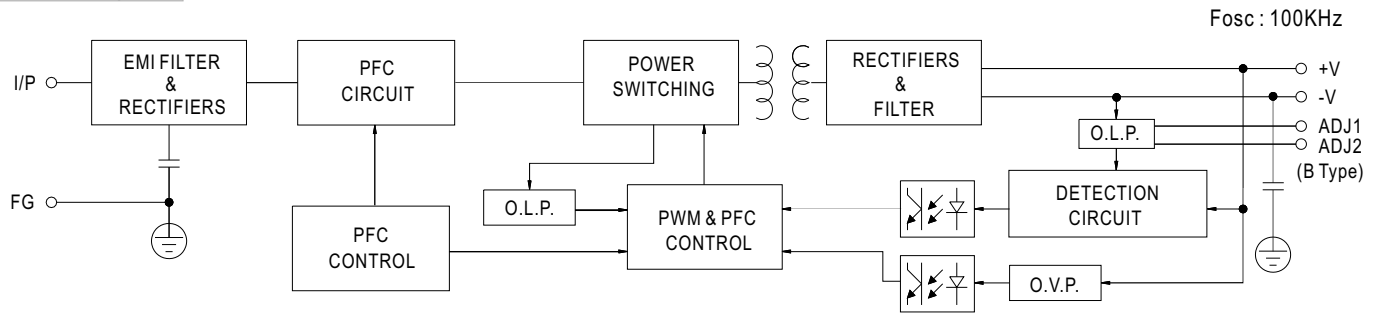 Fosc : 100KHz
I/P
EMI FILTER
&
RECTIFIERS
PFC
CIRCUIT
POWER
SWITCHING
RECTIFIERS
&
FILTER
+V
-V
O.L.P.
ADJ1
ADJ2
(B Type)
FG
PFC
CONTROL
O.L.P.
PWM & PFC
CONTROL
DETECTION
CIRCUIT
O.V.P.